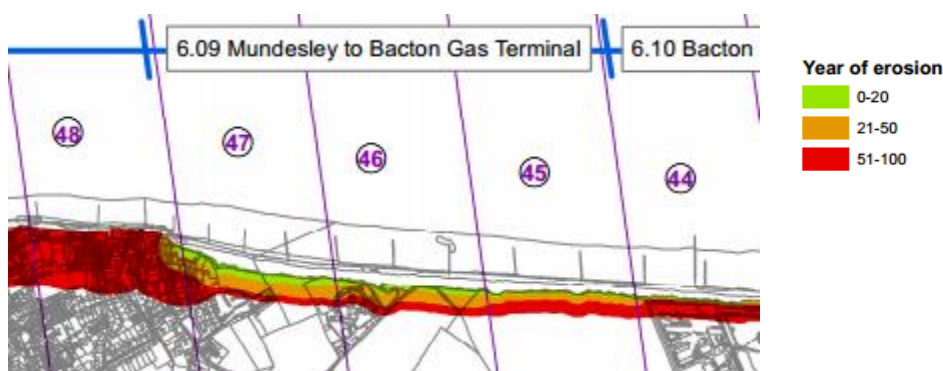 6.09 Mundesley to Bacton Gas Terminal
6.10 Bacton
48
47
46
45
44
Year of erosion
0-20
21-50
51-100